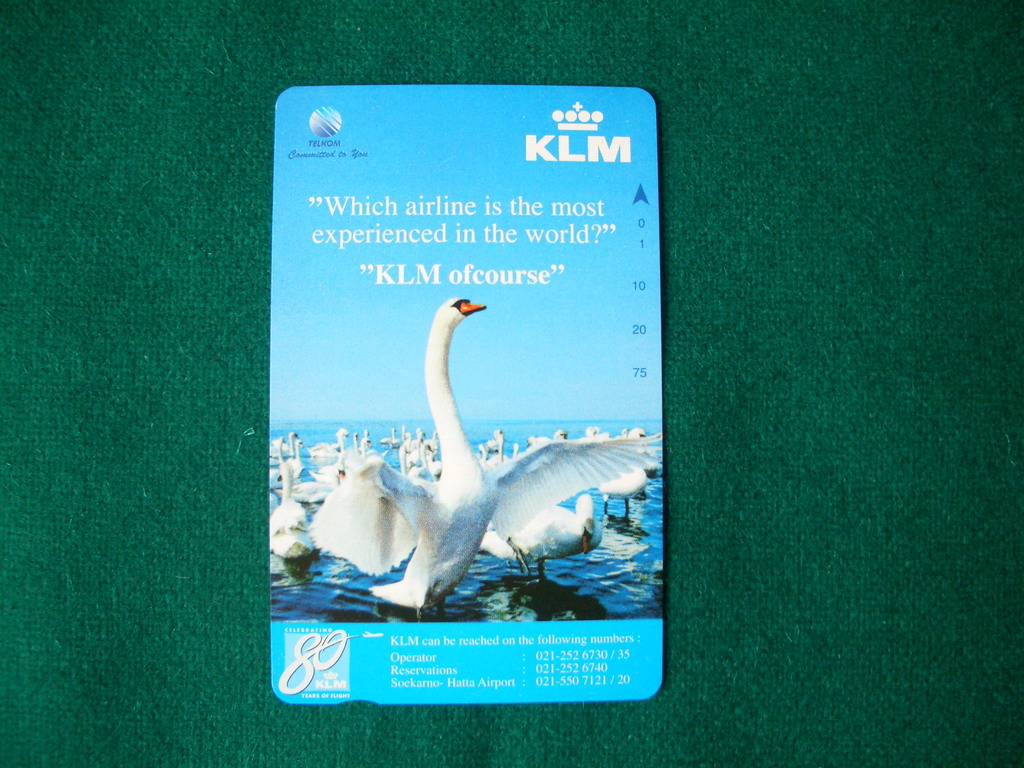 TELKOM
Committed to You
KLM
”Which airline is the most
experienced in the world?”
”KLM ofcourse”
0
1
10
20
75
CELEBRATING
80
KLM
YEARS OF FLIGHT
KLM can be reached on the following numbers :
Operator : 021-252 6730 / 35
Reservations : 021-252 6740
Soekarno- Hatta Airport : 021-550 7121 / 20